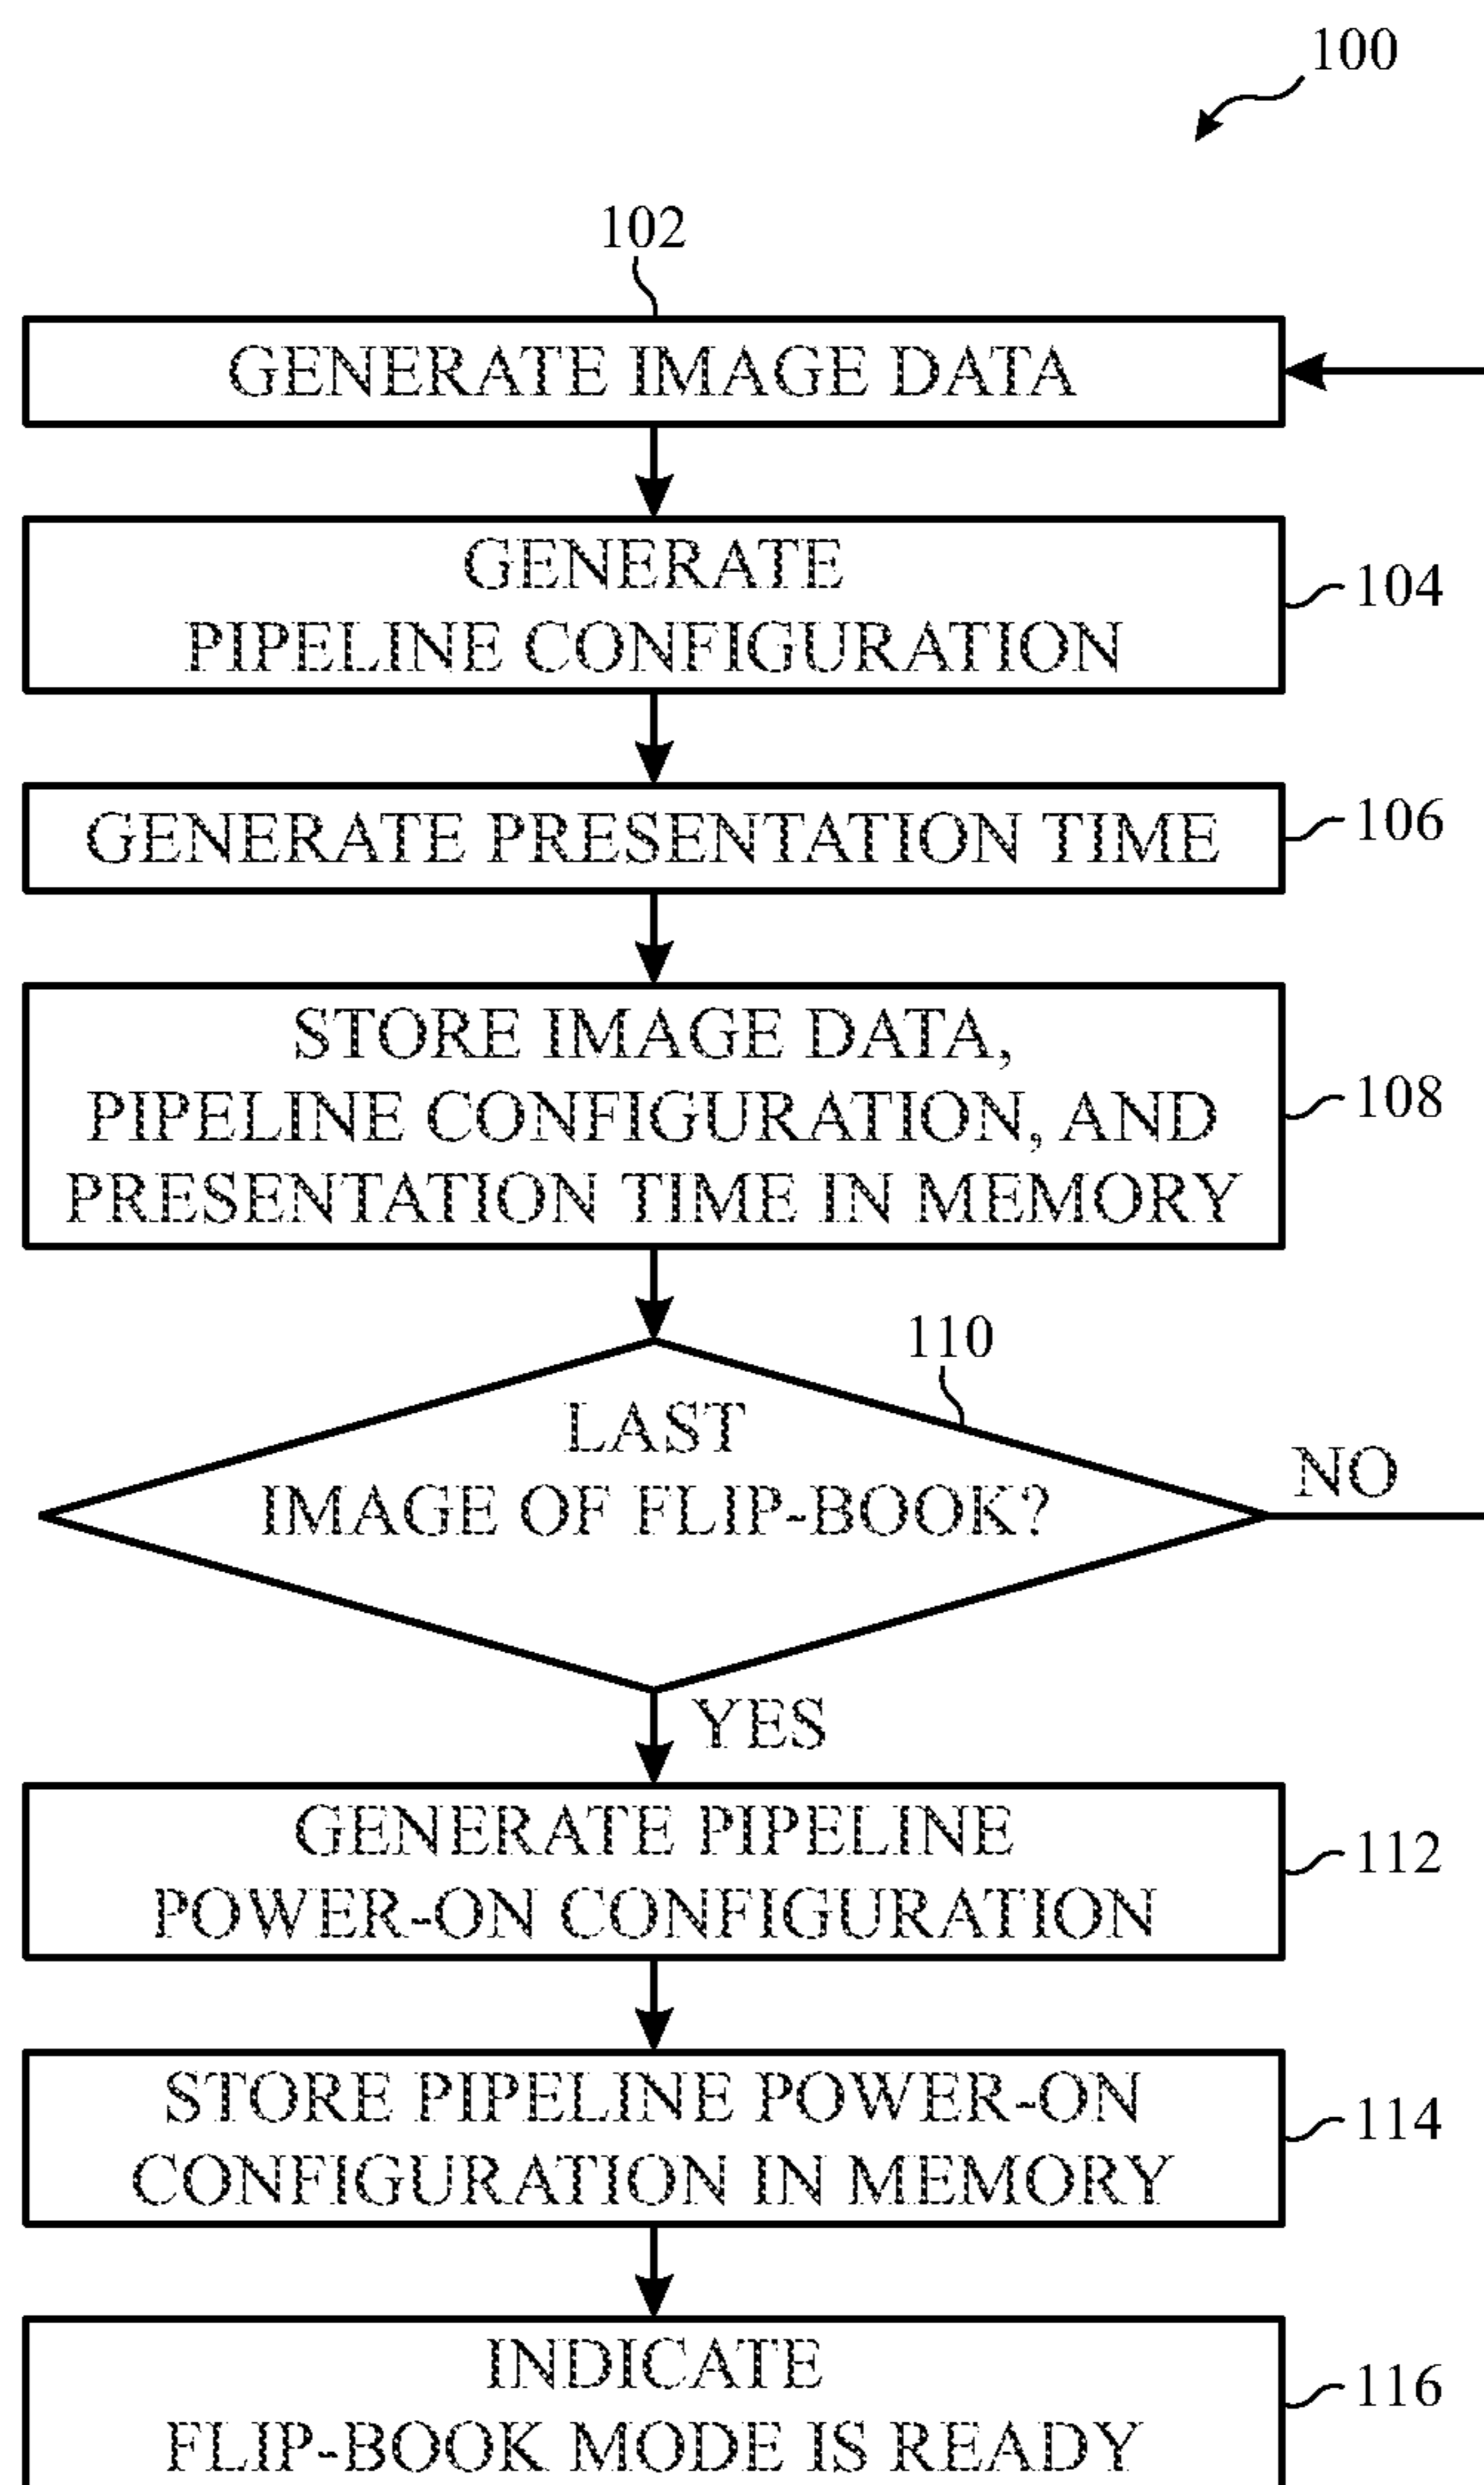 100
102
GENERATE IMAGE DATA
GENERATE
PIPELINE CONFIGURATION
104
GENERATE PRESENTATION TIME
106
STORE IMAGE DATA,
PIPELINE CONFIGURATION, AND
PRESENTATION TIME IN MEMORY
108
110
LAST
IMAGE OF FLIP-BOOK?
NO
YES
GENERATE PIPELINE
POWER-ON CONFIGURATION
112
STORE PIPELINE POWER-ON
CONFIGURATION IN MEMORY
114
INDICATE
FLIP-BOOK MODE IS READY
116